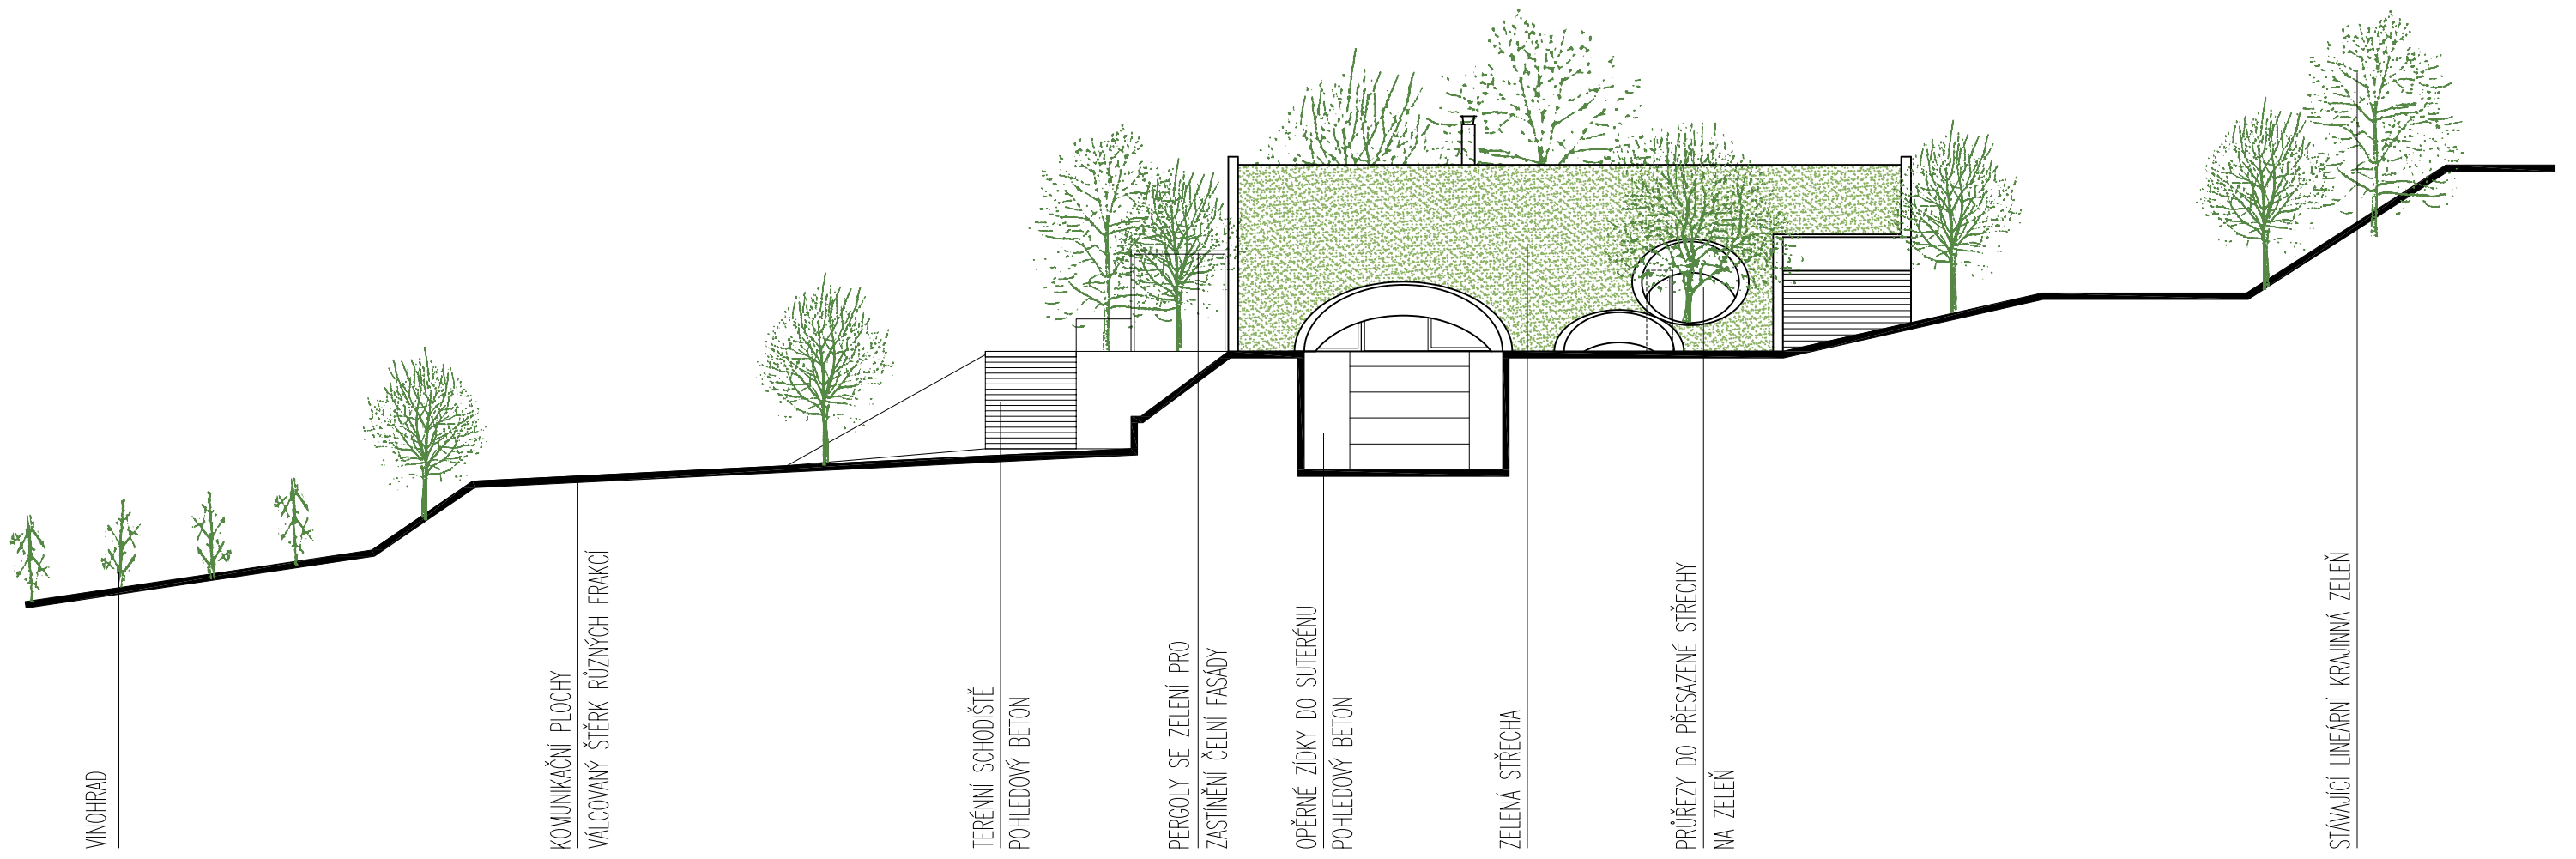 VINOHRAD
KOMUNIKAČNÍ PLOCHY
VÁLCOVANÝ ŠTĚRK RŮZNÝCH FRAKCÍ
TERÉNNÍ SCHODIŠTĚ
POHLEDOVÝ BETON
PERGOLY SE ZELENÍ PRO
ZASTÍNĚNÍ ČELNÍ FASÁDY
OPĚRNÉ ZÍDKY DO SUTERÉNU
POHLEDOVÝ BETON
ZELENÁ STŘECHA
PRŮŘEZY DO PŘESAZENÉ STŘECHY
NA ZELEŇ
STÁVAJÍCÍ LINEÁRNÍ KRAJINNÁ ZELEŇ